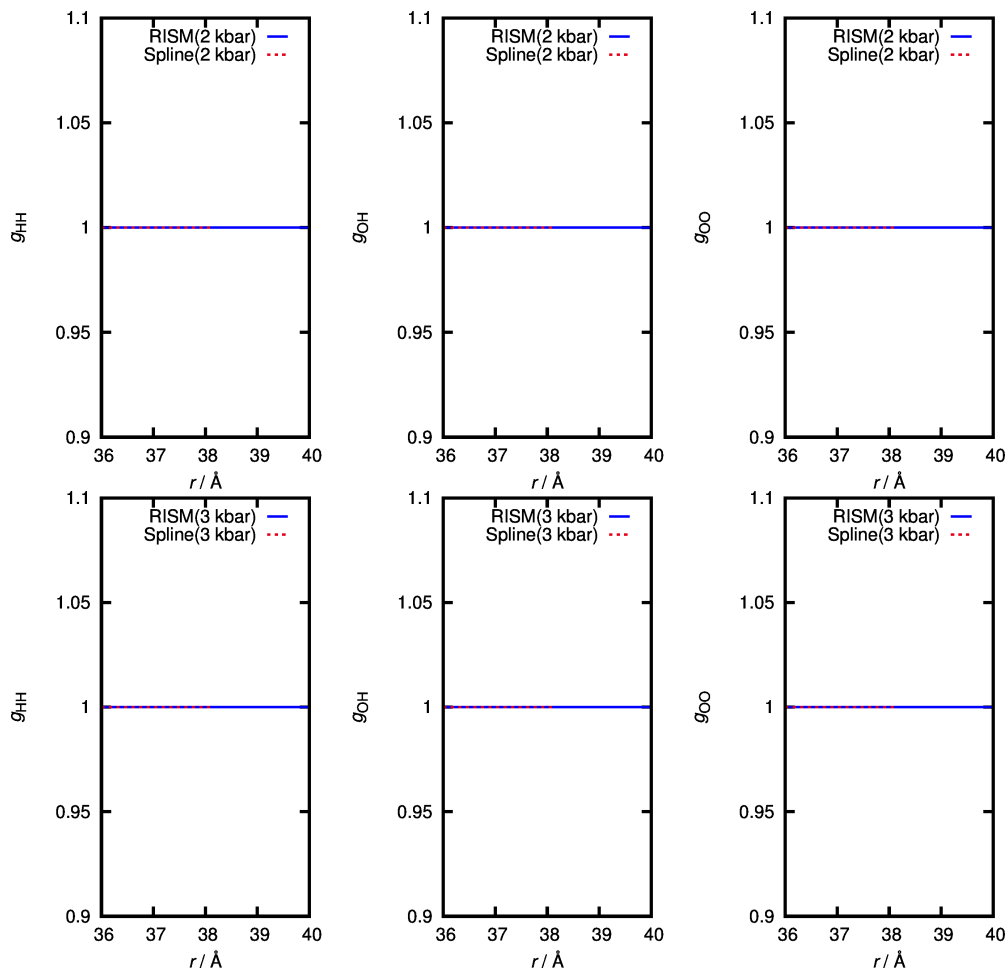 1.1
1.05
1
0.95
0.9
36 37 38 39 40
r / Å
gHH
RISM(2 kbar)
Spline(2 kbar)
1.1
1.05
1
0.95
0.9
36 37 38 39 40
r / Å
gOH
RISM(2 kbar)
Spline(2 kbar)
1.1
1.05
1
0.95
0.9
36 37 38 39 40
r / Å
gOO
RISM(2 kbar)
Spline(2 kbar)
1.1
1.05
1
0.95
0.9
36 37 38 39 40
r / Å
gHH
RISM(3 kbar)
Spline(3 kbar)
1.1
1.05
1
0.95
0.9
36 37 38 39 40
r / Å
gOH
RISM(3 kbar)
Spline(3 kbar)
1.1
1.05
1
0.95
0.9
36 37 38 39 40
r / Å
gOO
RISM(3 kbar)
Spline(3 kbar)